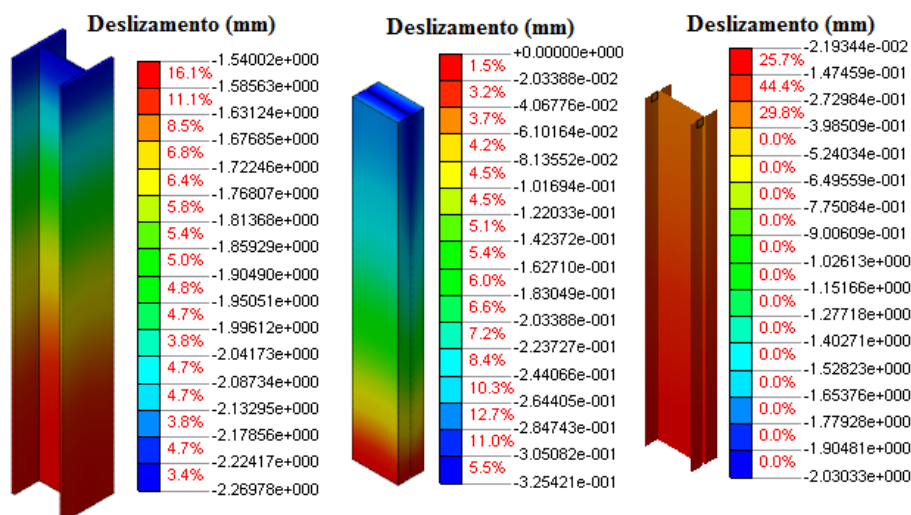 Deslizamento (mm)
-1.54002e+000
16.1%
-1.58563e+000
11.1%
-1.63124e+000
8.5%
-1.67685e+000
6.8%
-1.72246e+000
6.4%
-1.76807e+000
5.8%
-1.81368e+000
5.4%
-1.85929e+000
5.0%
-1.90490e+000
4.8%
-1.95051e+000
4.7%
-1.99612e+000
3.8%
-2.04173e+000
4.7%
-2.08734e+000
4.7%
-2.13295e+000
3.8%
-2.17856e+000
4.7%
-2.22417e+000
3.4%
-2.26978e+000
Deslizamento (mm)
+0.00000e+000
1.5%
-2.03388e-002
3.2%
-4.06776e-002
3.7%
-6.10164e-002
4.2%
-8.13552e-002
4.5%
-1.01694e-001
4.5%
-1.22033e-001
5.1%
-1.42372e-001
5.4%
-1.62710e-001
6.0%
-1.83049e-001
6.6%
-2.03388e-001
7.2%
-2.23727e-001
8.4%
-2.44066e-001
10.3%
-2.64405e-001
12.7%
-2.84743e-001
11.0%
-3.05082e-001
5.5%
-3.25421e-001
Deslizamento (mm)
-2.19344e-002
25.7%
-1.47459e-001
44.4%
-2.72984e-001
29.8%
-3.98509e-001
0.0%
-5.24034e-001
0.0%
-6.49559e-001
0.0%
-7.75084e-001
0.0%
-9.00609e-001
0.0%
-1.02613e+000
0.0%
-1.15166e+000
0.0%
-1.27718e+000
0.0%
-1.40271e+000
0.0%
-1.52823e+000
0.0%
-1.65376e+000
0.0%
-1.77928e+000
0.0%
-1.90481e+000
0.0%
-2.03033e+000